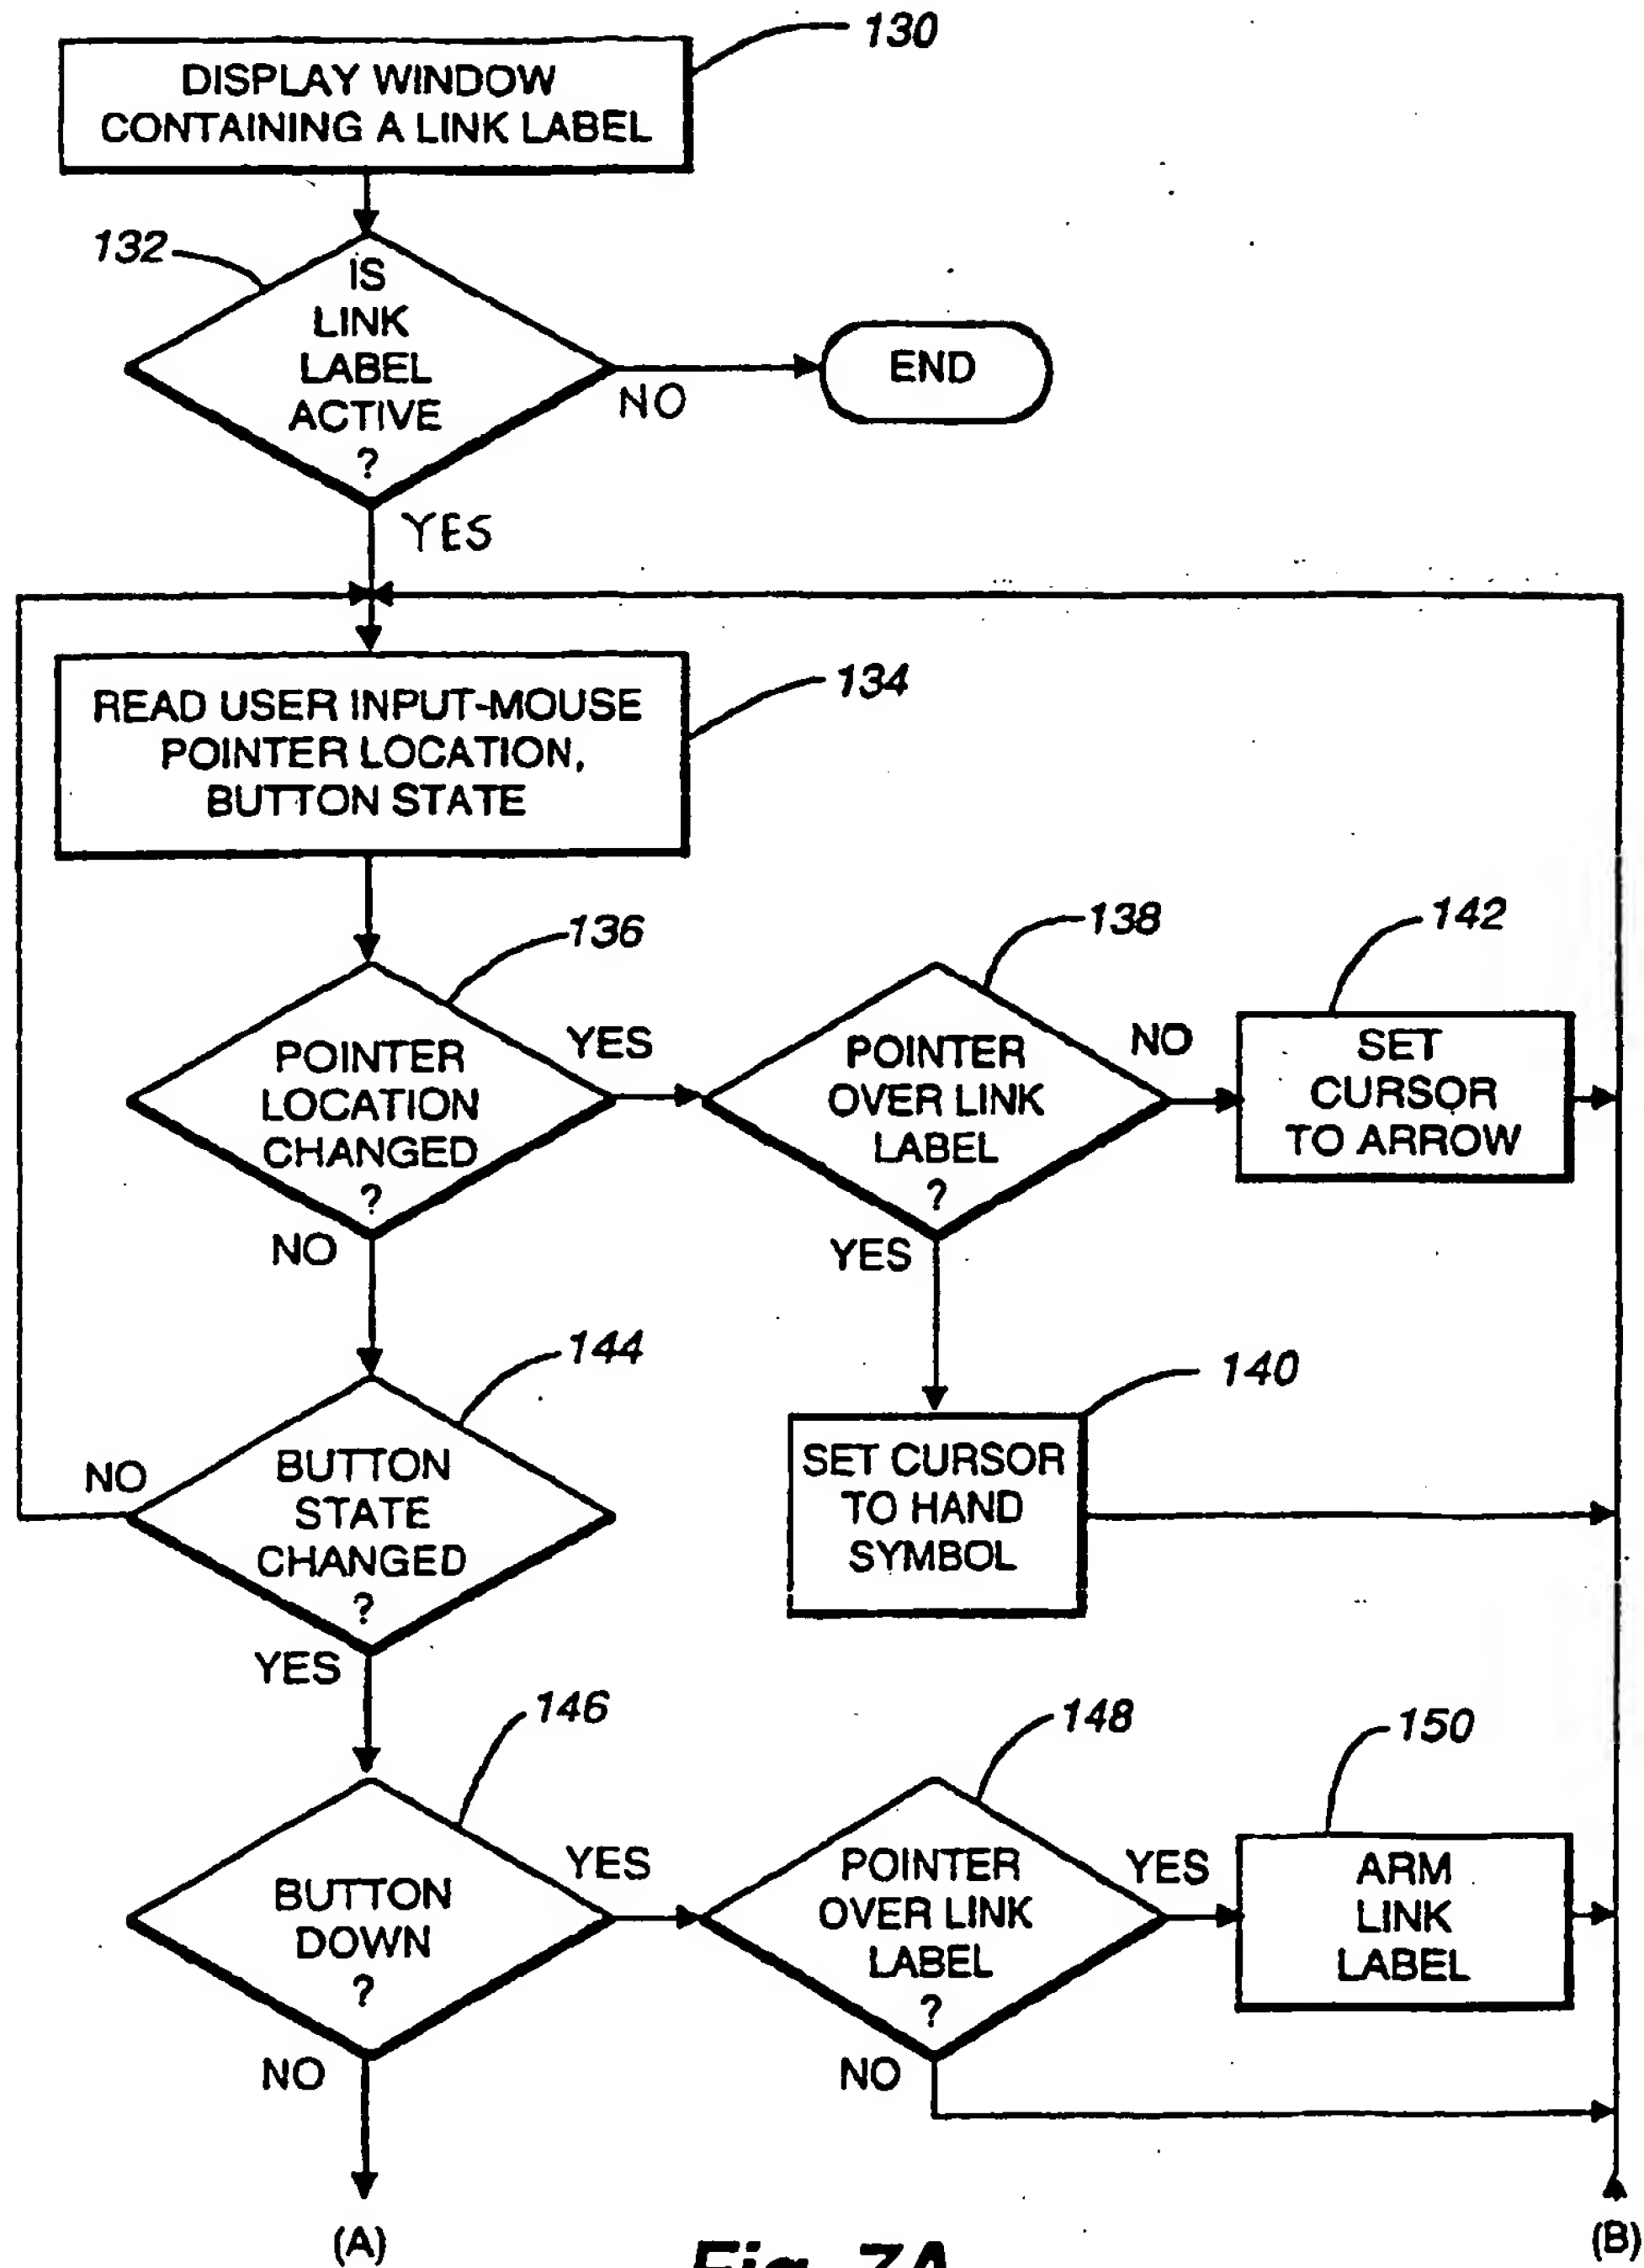 130
DISPLAY WINDOW
CONTAINING A LINK LABEL
132
IS
LINK
LABEL
ACTIVE
?
NO
END
YES
134
READ USER INPUT-MOUSE
POINTER LOCATION,
BUTTON STATE
136
POINTER
LOCATION
CHANGED
?
YES
NO
138
POINTER
OVER LINK
LABEL
?
NO
YES
142
SET
CURSOR
TO ARROW
144
BUTTON
STATE
CHANGED
?
NO
YES
140
SET CURSOR
TO HAND
SYMBOL
146
BUTTON
DOWN
?
YES
NO
148
POINTER
OVER LINK
LABEL
?
YES
NO
150
ARM
LINK
LABEL
(A)
(B)
Fig. 7A